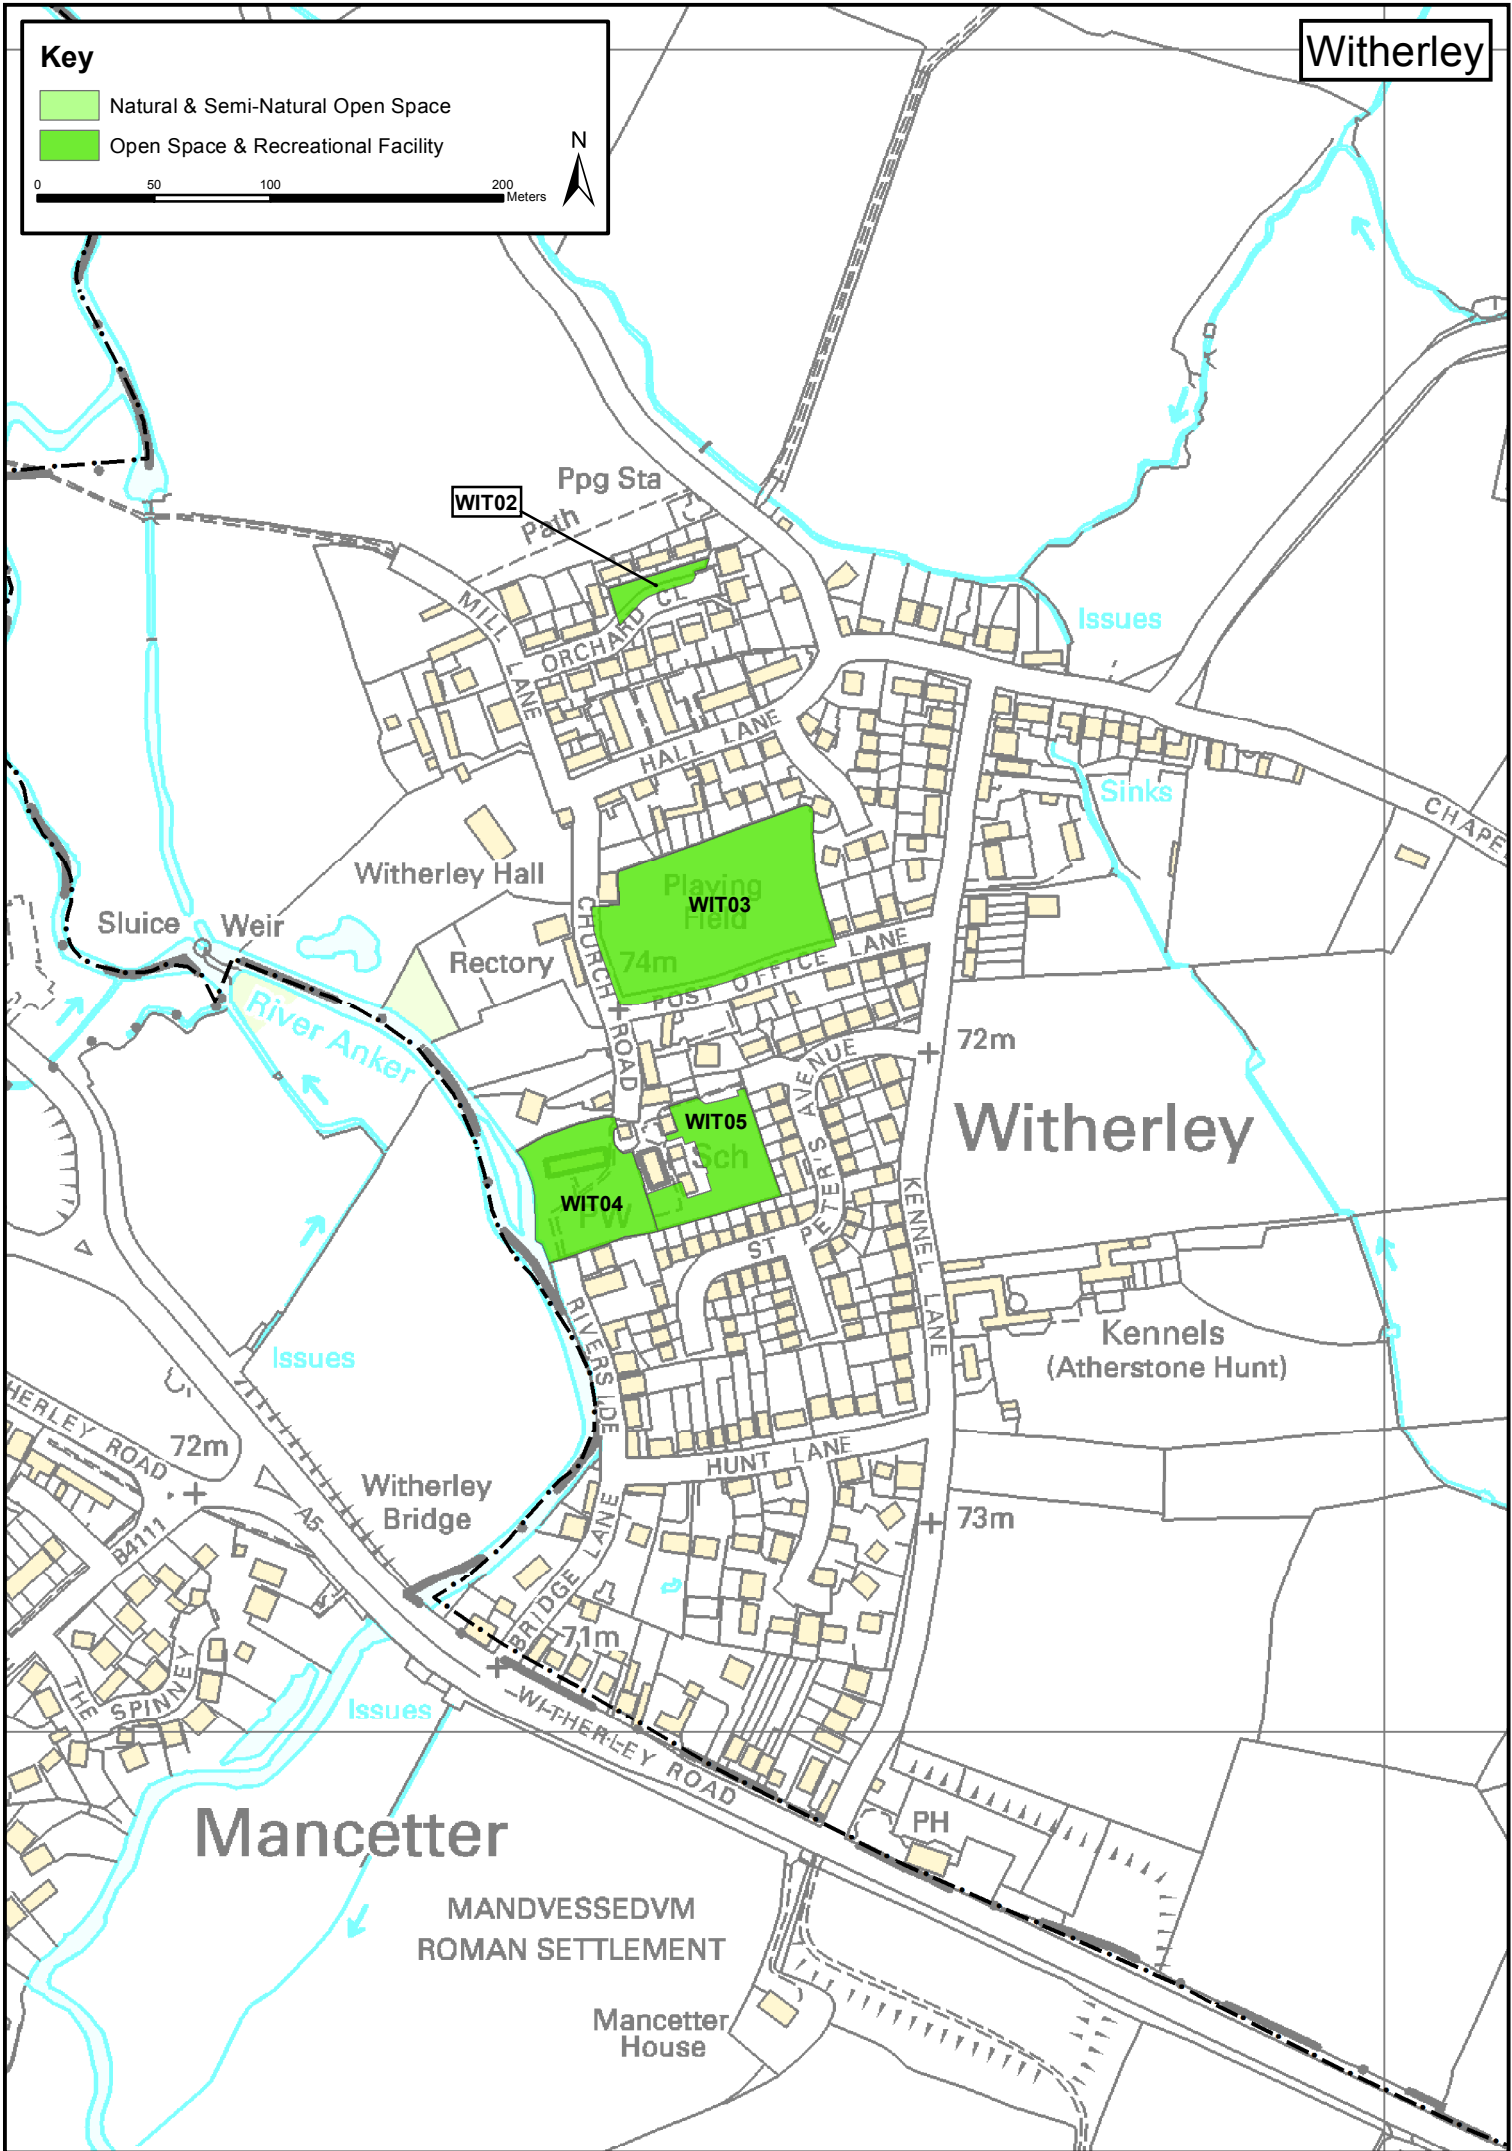 Key
Natural & Semi-Natural Open Space
Open Space & Recreational Facility
0 50 100 200
Meters
N
Witherley
Ppg Sta
WIT02
Path
MILL LANE
ORCHARD CL
Issues
HALL LANE
Sinks
CHAPE
Witherley Hall
Playing
Field
WIT03
CHURCH ROAD
Sluice
Weir
Rectory
74m
POST OFFICE LANE
River Anker
72m
ST PETER'S AVENUE
Witherley
WIT05
Sch
WIT04
PW
KENNEL LANE
RIVERSIDE
Kennels
(Atherstone Hunt)
Issues
HERLEY ROAD
72m
HUNT LANE
Witherley
Bridge
A5
B4111
73m
BRIDGE LANE
71m
THE SPINNEY
Issues
WITHERLEY ROAD
PH
Mancetter
MANDVESSEDVM
ROMAN SETTLEMENT
Mancetter
House